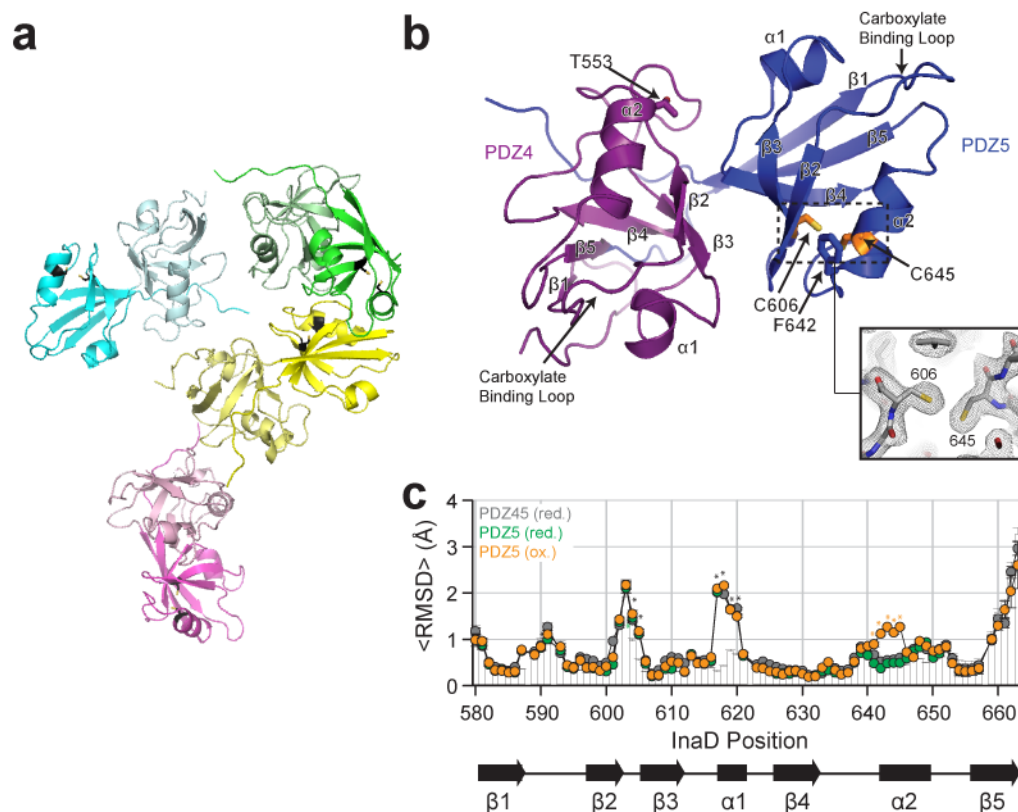 a
b
Carboxylate
Binding Loop
α1
T553
β1
α2
PDZ4
β3
β5
PDZ5
β2
β2
β4
α2
β4
β3
β5
β1
C645
C606
F642
α1
Carboxylate
Binding Loop
606
645
c
<RMSD> (Å)
4
3
2
1
0
PDZ45 (red.)
PDZ5 (red.)
PDZ5 (ox.)
* * * * * * * * * * *
580 590 600 610 620 630 640 650 660
InaD Position
β1 β2 β3 α1 β4 α2 β5